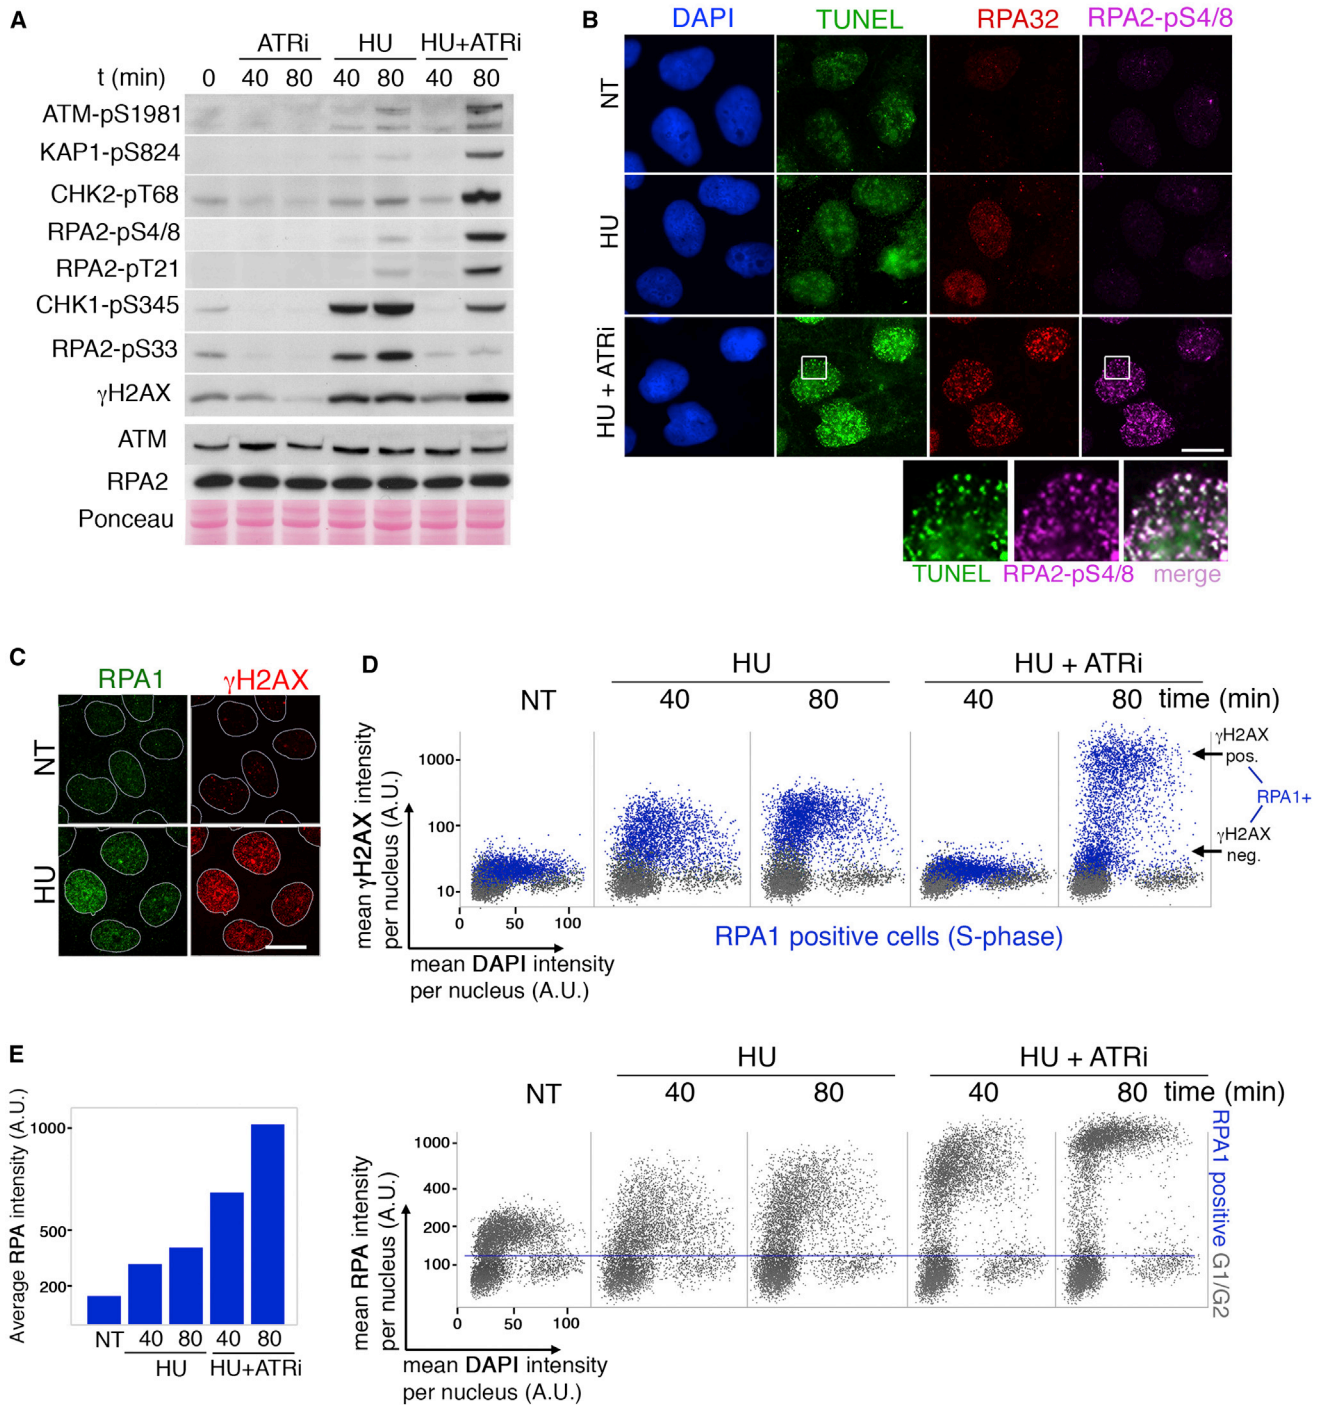 A
ATRi HU HU+ATRi
t (min) 0 40 80 40 80 40 80
ATM-pS1981
KAP1-pS824
CHK2-pT68
RPA2-pS4/8
RPA2-pT21
CHK1-pS345
RPA2-pS33
γH2AX
ATM
RPA2
Ponceau
B
DAPI TUNEL RPA32 RPA2-pS4/8
NT
HU
HU + ATRi
TUNEL RPA2-pS4/8 merge
C
RPA1 γH2AX
NT
HU
D
HU HU + ATRi
NT 40 80 40 80 time (min)
mean γH2AX intensity
per nucleus (A.U.)
1000
100
10
0 50 100
mean DAPI intensity
per nucleus (A.U.)
RPA1 positive cells (S-phase)
γH2AX
pos.
RPA1+
γH2AX
neg.
E
Average RPA intensity (A.U.)
1000
500
200
NT 40 80 40 80
HU HU+ATRi
HU HU + ATRi
NT 40 80 40 80 time (min)
mean RPA intensity
per nucleus (A.U.)
1000
400
200
100
0 50 100
mean DAPI intensity
per nucleus (A.U.)
RPA1 positive
G1/G2